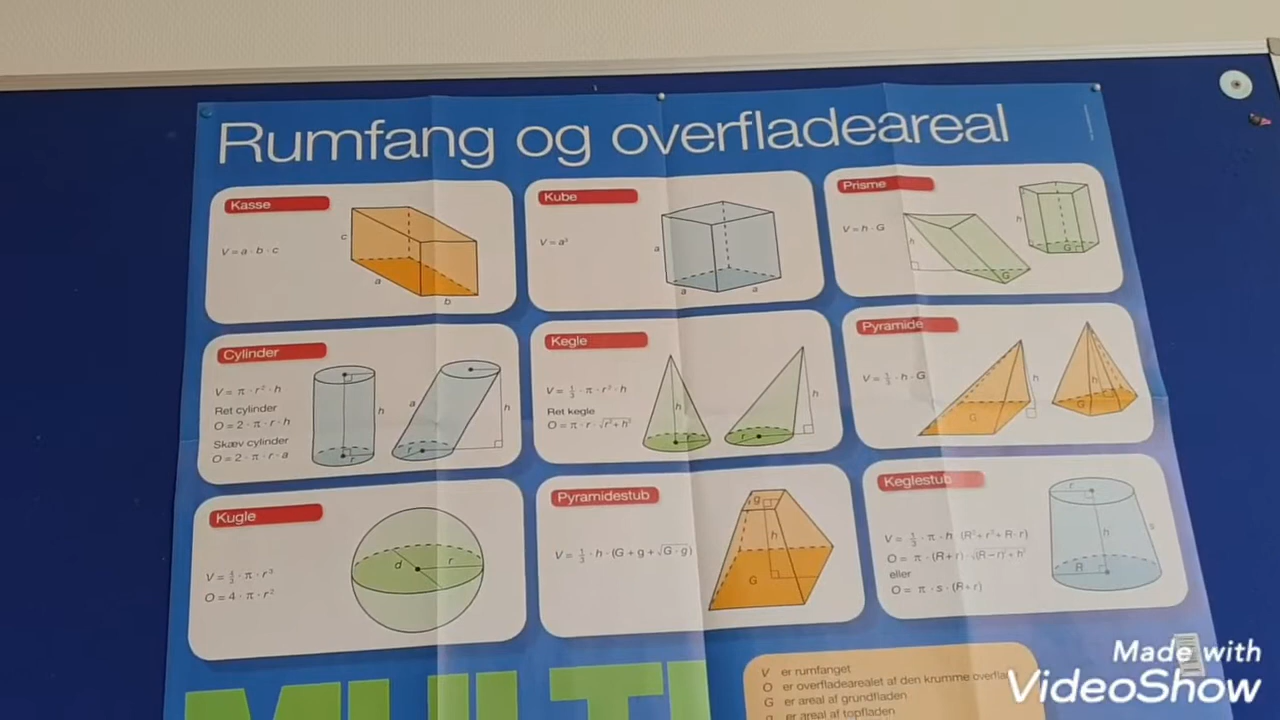 Rumfang og overfladeareal
Kasse
V = a · b · c
c
a
b
Kube
V = a³
a
a
a
Prisme
V = h · G
h
G
h
G
Cylinder
V = π · r² · h
Ret cylinder
O = 2 · π · r · h
Skæv cylinder
O = 2 · π · r · a
h
r
a
h
r
Kegle
V = 1/3 · π · r² · h
Ret kegle
O = π · r · √r² + h²
h
r
h
r
Pyramide
V = 1/3 · h · G
h
G
h
G
Kugle
V = 4/3 · π · r³
O = 4 · π · r²
d
r
Pyramidestub
V = 1/3 · h · (G + g + √G · g)
g
h
G
Keglestub
V = 1/3 · π · h · (R² + r² + R · r)
O = π · (R + r) · √(R − r)² + h²
eller
O = π · s · (R + r)
r
h
s
R
MULTI
V er rumfanget
O er overfladearealet af den krumme
G er areal af grundfladen
g er areal af topfladen
Made with
VideoShow